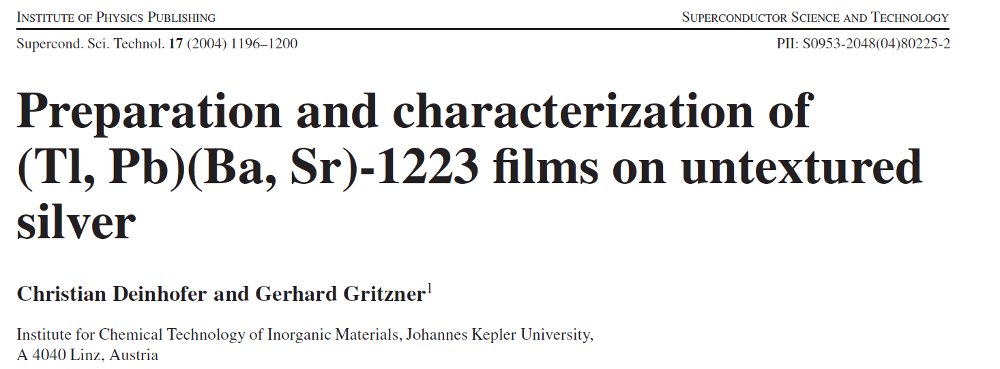 INSTITUTE OF PHYSICS PUBLISHING
SUPERCONDUCTOR SCIENCE AND TECHNOLOGY
Supercond. Sci. Technol. 17 (2004) 1196–1200
PII: S0953-2048(04)80225-2
Preparation and characterization of
(Tl, Pb)(Ba, Sr)-1223 films on untextured
silver
Christian Deinhofer and Gerhard Gritzner1
Institute for Chemical Technology of Inorganic Materials, Johannes Kepler University,
A 4040 Linz, Austria